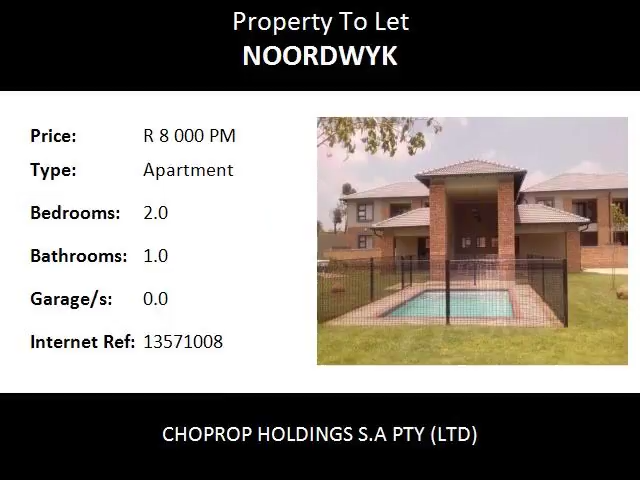 Property To Let
NOORDWYK
Price: R 8 000 PM
Type: Apartment
Bedrooms: 2.0
Bathrooms: 1.0
Garage/s: 0.0
Internet Ref: 13571008
CHOPROP HOLDINGS S.A PTY (LTD)